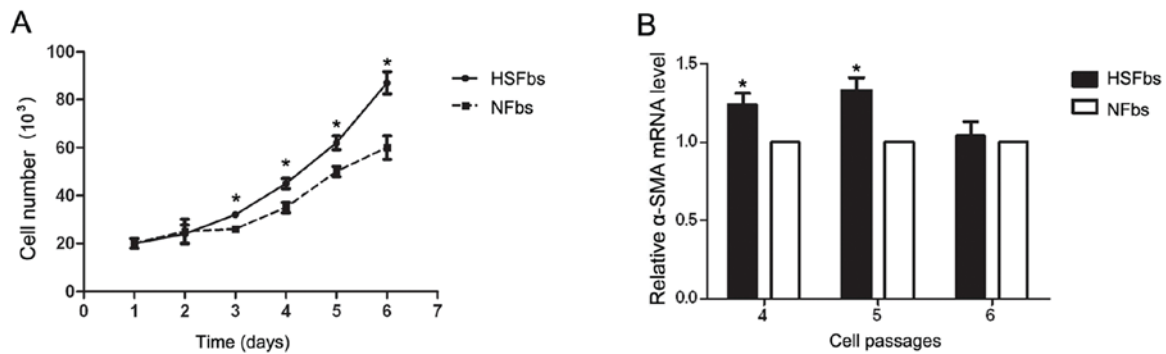 A
100
80
60
40
20
0
Cell number (10³)
*
*
*
*
0 1 2 3 4 5 6 7
Time (days)
HSFbs
NFbs
B
1.5
1.0
0.5
0.0
Relative α-SMA mRNA level
*
*
4 5 6
Cell passages
HSFbs
NFbs